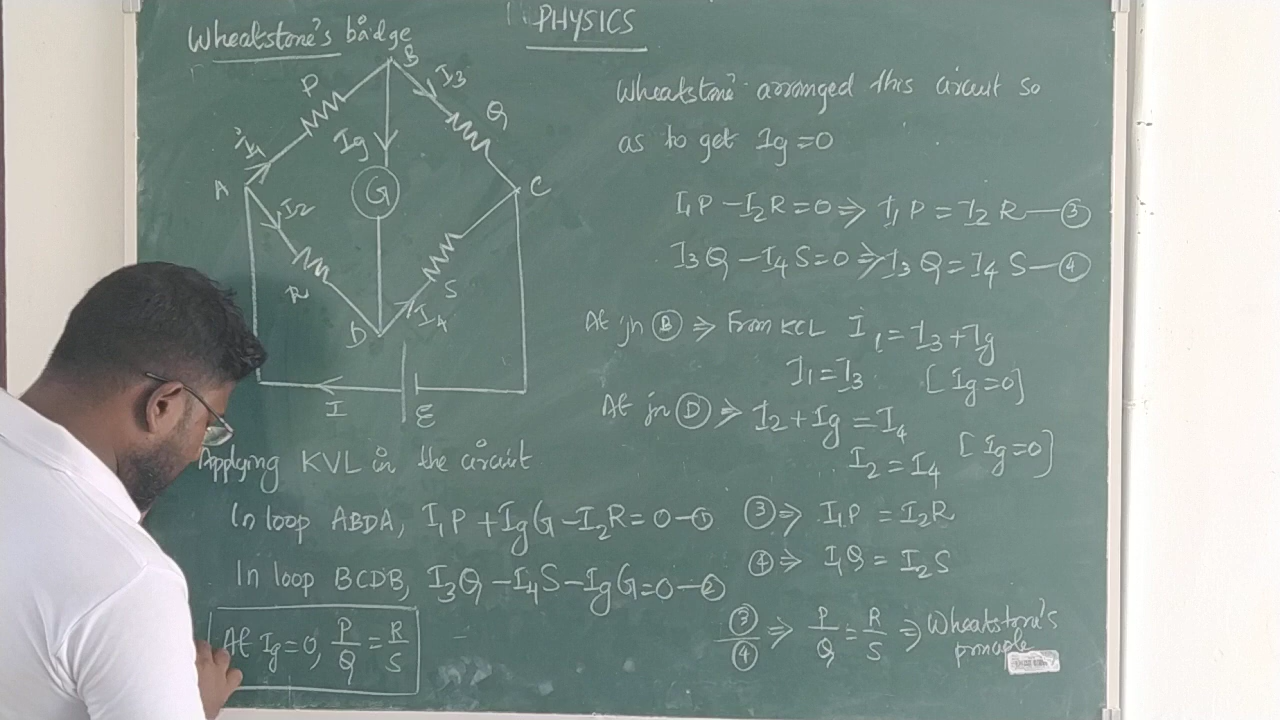 PHYSICS
Wheatstone's bridge
B
P
I3
Q
I1
Ig
A
G
C
I2
R
S
D
I4
I
E
Applying KVL in the circuit
In loop ABDA, I1P + IgG - I2R = 0 - ①
In loop BCDB, I3Q - I4S - IgG = 0 - ②
At Ig = 0, P/Q = R/S
Wheatstone arranged this circuit so
as to get Ig = 0
I1P - I2R = 0 ⇒ I1P = I2R - ③
I3Q - I4S = 0 ⇒ I3Q = I4S - ④
At jn Ⓑ ⇒ From KCL I1 = I3 + Ig
I1 = I3 [Ig = 0]
At jn Ⓓ ⇒ I2 + Ig = I4
I2 = I4 [Ig = 0]
③ ⇒ I1P = I2R
④ ⇒ I1Q = I2S
③/④ ⇒ P/Q = R/S ⇒ Wheatstone's
principle